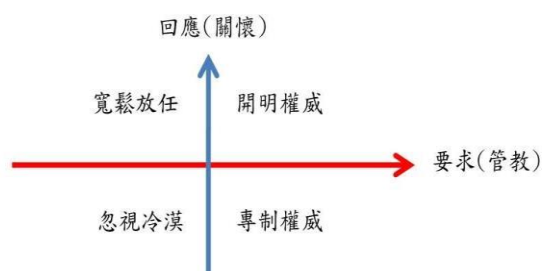 回應(關懷)
寬鬆放任
開明權威
要求(管教)
忽視冷漠
專制權威